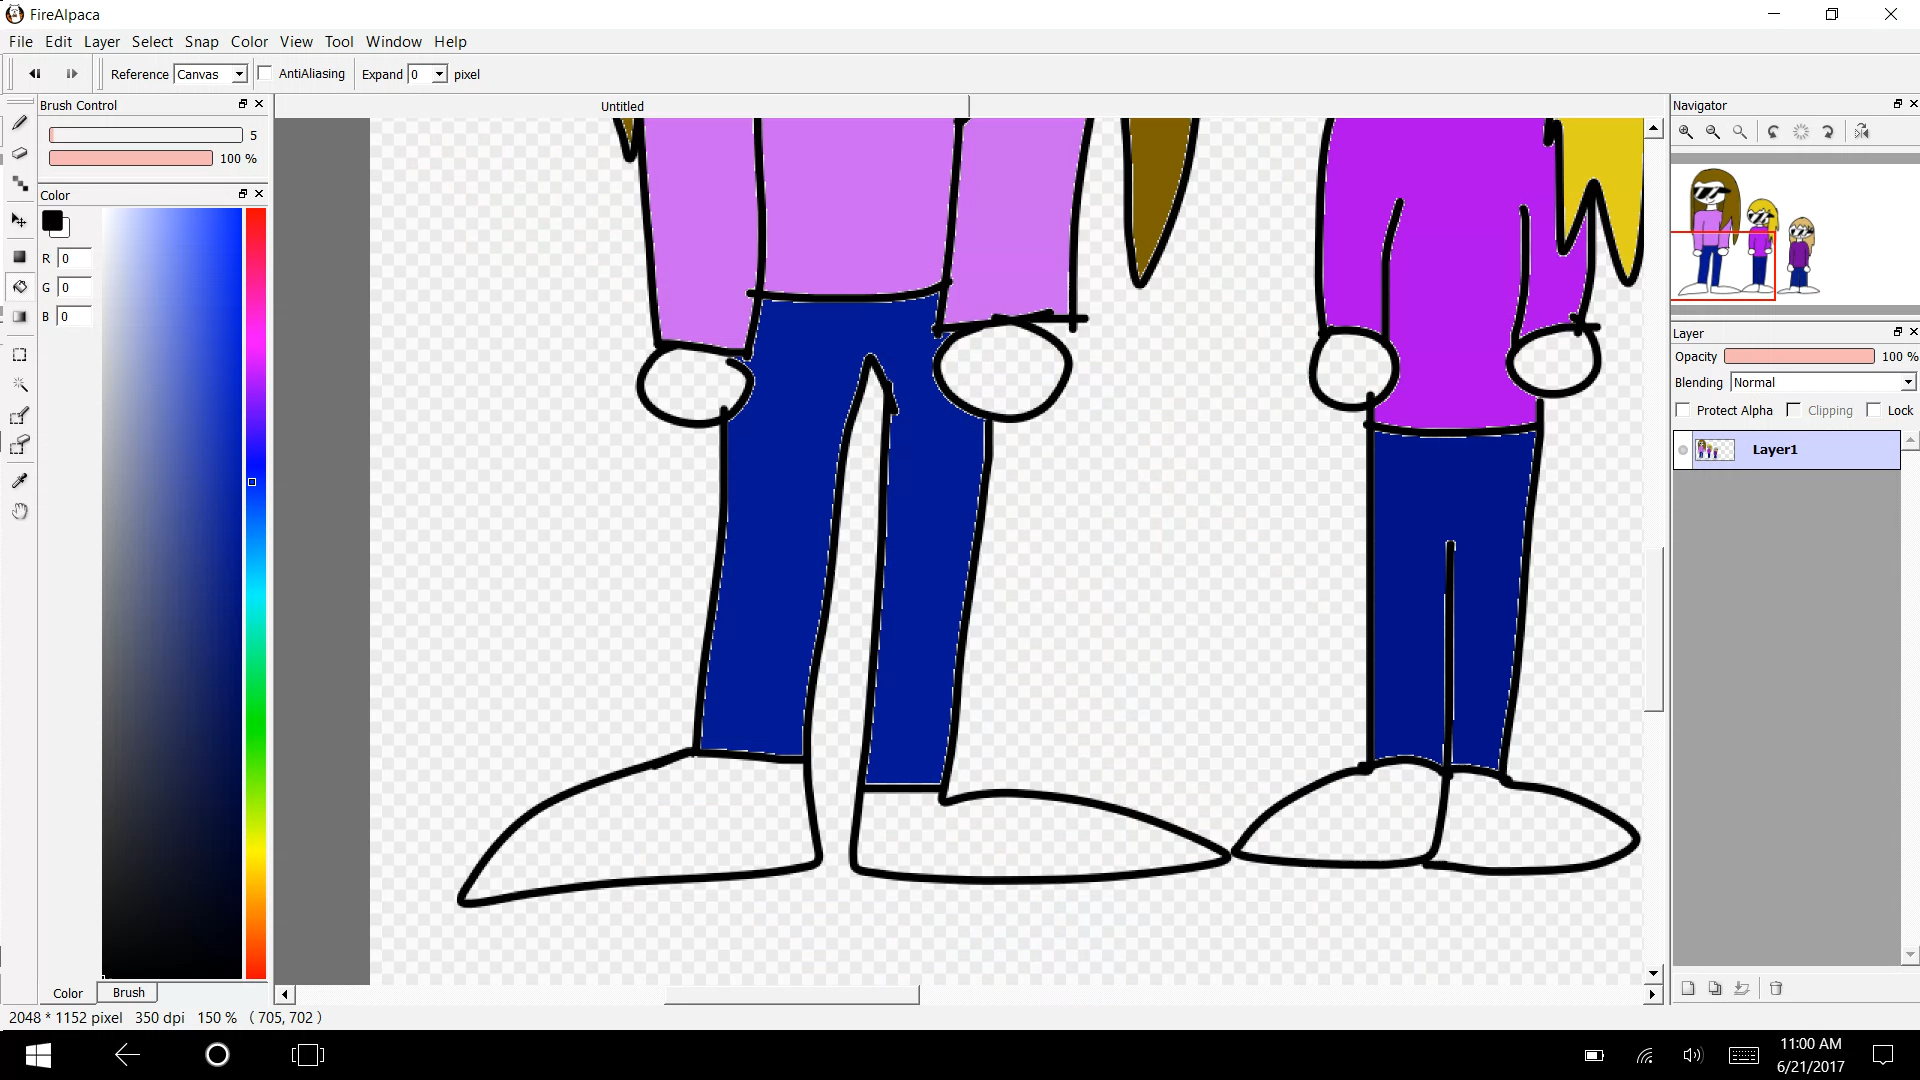 FireAlpaca
File Edit Layer Select Snap Color View Tool Window Help
Reference Canvas AntiAliasing Expand 0 pixel
Brush Control
Untitled
Navigator
5
100 %
Color
R 0
G 0
B 0
Layer
Opacity 100 %
Blending Normal
Protect Alpha Clipping Lock
Layer1
Color Brush
2048 * 1152 pixel 350 dpi 150 % ( 705, 702 )
11:00 AM
6/21/2017